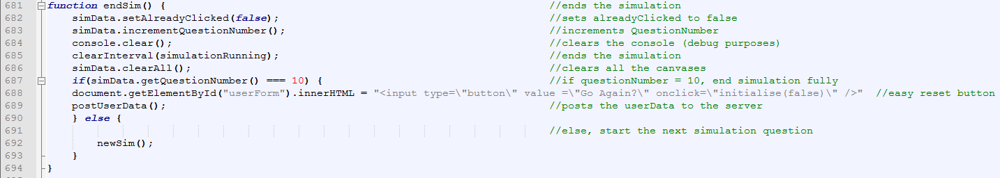 681 function endSim() { //ends the simulation
682 simData.setAlreadyClicked(false); //sets alreadyClicked to false
683 simData.incrementQuestionNumber(); //increments QuestionNumber
684 console.clear(); //clears the console (debug purposes)
685 clearInterval(simulationRunning); //ends the simulation
686 simData.clearAll(); //clears all the canvases
687 if(simData.getQuestionNumber() === 10) { //if questionNumber = 10, end simulation fully
688 document.getElementById("userForm").innerHTML = "<input type=\"button\" value =\"Go Again?\" onclick=\"initialise(false)\" />" //easy reset button
689 postUserData(); //posts the userData to the server
690 } else {
691 //else, start the next simulation question
692 newSim();
693 }
694 }